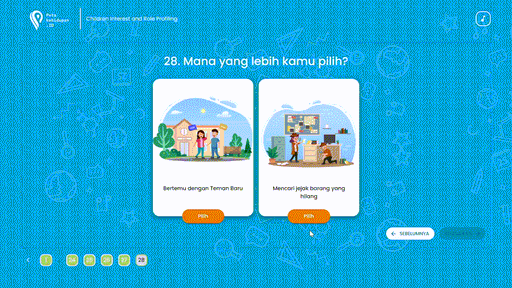 Peta
Kehidupan
.ID
Children Interest and Role Profiling
28. Mana yang lebih kamu pilih?
Bertemu dengan Teman Baru
Mencari jejak barang yang
hilang
Pilih
Pilih
SEBELUMNYA
1
24
25
26
27
28